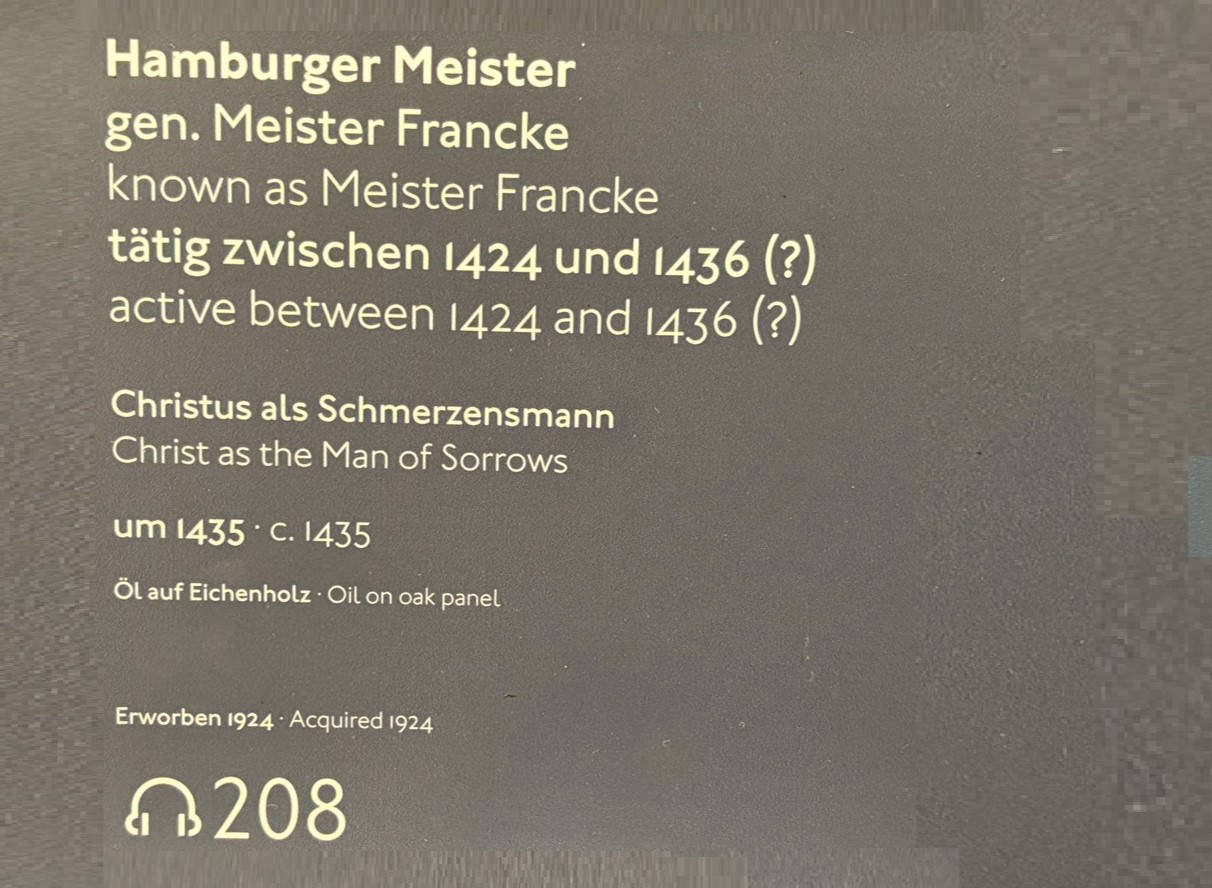 Hamburger Meister
gen. Meister Francke
known as Meister Francke
tätig zwischen 1424 und 1436 (?)
active between 1424 and 1436 (?)
Christus als Schmerzensmann
Christ as the Man of Sorrows
um 1435 · c. 1435
Öl auf Eichenholz · Oil on oak panel
Erworben 1924 · Acquired 1924
208